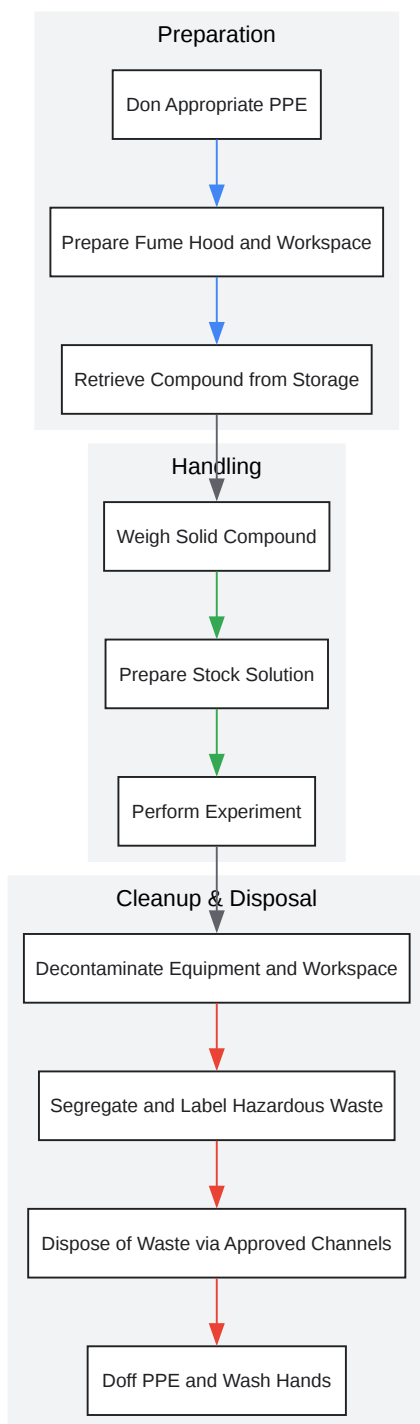 Preparation
Don Appropriate PPE
Prepare Fume Hood and Workspace
Retrieve Compound from Storage
Handling
Weigh Solid Compound
Prepare Stock Solution
Perform Experiment
Cleanup & Disposal
Decontaminate Equipment and Workspace
Segregate and Label Hazardous Waste
Dispose of Waste via Approved Channels
Doff PPE and Wash Hands